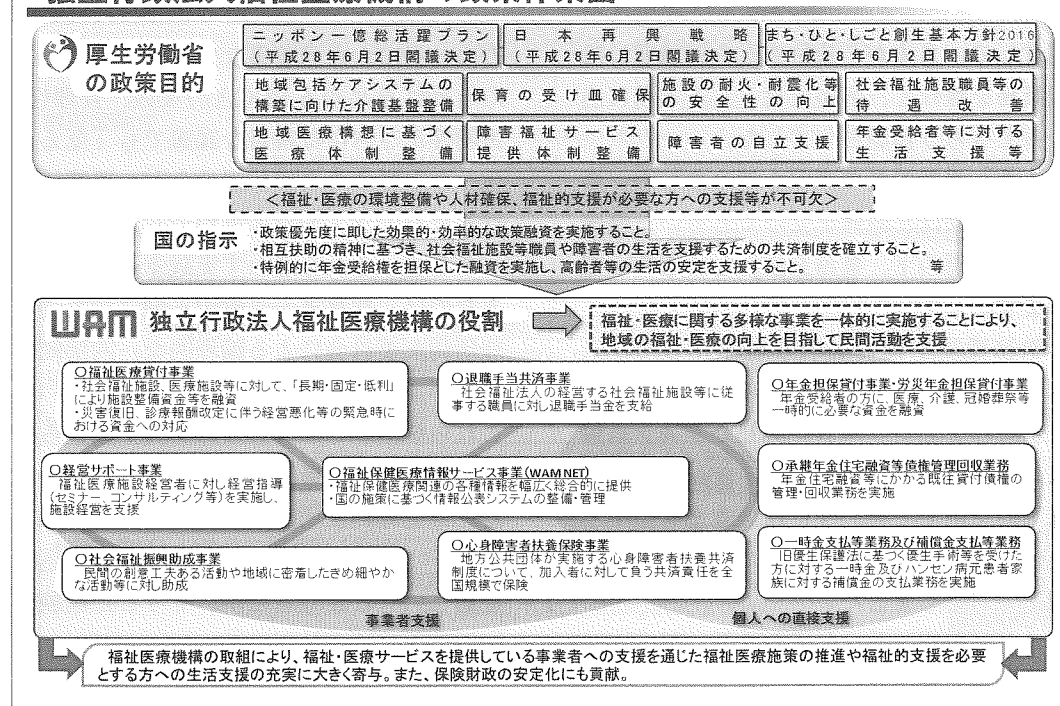 厚生労働省
の政策目的
ニッポン一億総活躍プラン
(平成28年6月2日閣議決定)
日本再興戦略
(平成28年6月2日閣議決定)
まち・ひと・しごと創生基本方針2016
(平成28年6月2日閣議決定)
地域包括ケアシステムの
構築に向けた介護基盤整備
保育の受け皿確保
施設の耐火・耐震化等
の安全性の向上
社会福祉施設職員等の
待遇改善
地域医療構想に基づく
医療体制整備
障害福祉サービス
提供体制整備
障害者の自立支援
年金受給者等に対する
生活支援等
<福祉・医療の環境整備や人材確保、福祉的支援が必要な方への支援等が不可欠>
国の指示
・政策優先度に即した効果的・効率的な政策融資を実施すること。
・相互扶助の精神に基づき、社会福祉施設等職員や障害者の生活を支援するための共済制度を確立すること。
・特例的に年金受給権を担保とした融資を実施し、高齢者等の生活の安定を支援すること。 等
WAM 独立行政法人福祉医療機構の役割
福祉・医療に関する多様な事業を一体的に実施することにより、
地域の福祉・医療の向上を目指して民間活動を支援
○福祉医療貸付事業
・社会福祉施設、医療施設等に対して、「長期・固定・低利」
により施設整備資金等を融資
・災害復旧、診療報酬改定に伴う経営悪化等の緊急時に
おける資金への対応
○退職手当共済事業
社会福祉法人の経営する社会福祉施設等に従
事する職員に対し退職手当金を支給
○年金担保貸付事業・労災年金担保貸付事業
年金受給者の方に、医療、介護、冠婚葬祭等
一時的に必要な資金を融資
○経営サポート事業
福祉医療施設経営者に対し経営指導
(セミナー、コンサルティング等)を実施し、
施設経営を支援
○福祉保健医療情報サービス事業(WAM NET)
・福祉保健医療関連の各種情報を幅広く総合的に提供
・国の施策に基づく情報公表システムの整備・管理
○承継年金住宅融資等債権管理回収業務
年金住宅融資等にかかる既往貸付債権の
管理・回収業務を実施
○社会福祉振興助成事業
民間の創意工夫ある活動や地域に密着したきめ細やか
な活動等に対し助成
○心身障害者扶養保険事業
地方公共団体が実施する心身障害者扶養共済
制度について、加入者に対して負う共済責任を全
国規模で保険
○一時金支払等業務及び補償金支払等業務
旧優生保護法に基づく優生手術等を受けた
方に対する一時金及びハンセン病元患者家
族に対する補償金の支払業務を実施
事業者支援
個人への直接支援
福祉医療機構の取組により、福祉・医療サービスを提供している事業者への支援を通じた福祉医療施策の推進や福祉的支援を必要
とする方への生活支援の充実に大きく寄与。また、保険財政の安定化にも貢献。